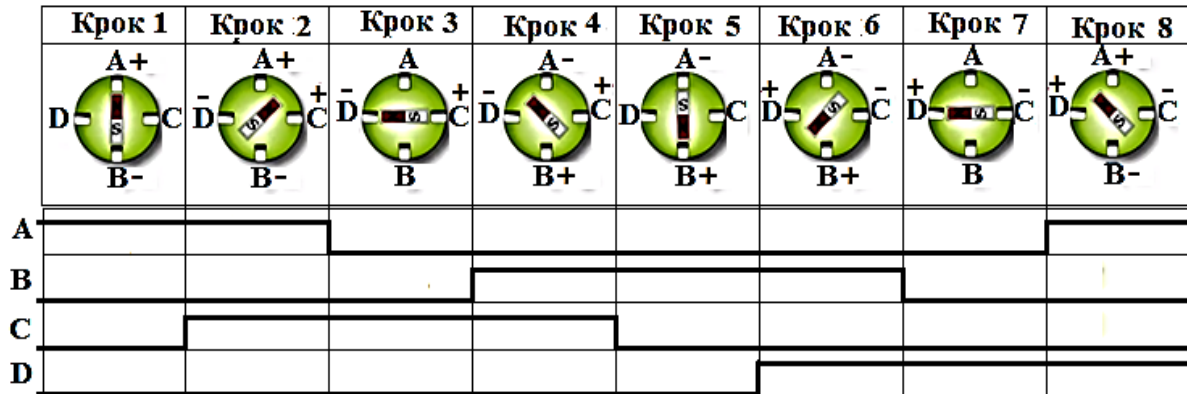 Крок 1 Крок 2 Крок 3 Крок 4 Крок 5 Крок 6 Крок 7 Крок 8
A+ A+ A A- A- A- A A+
- + - + - + + - + - + -
D C D C D C D C D C D C D C D C
S S S S S S S S
B- B- B B+ B+ B+ B B-
A
B
C
D